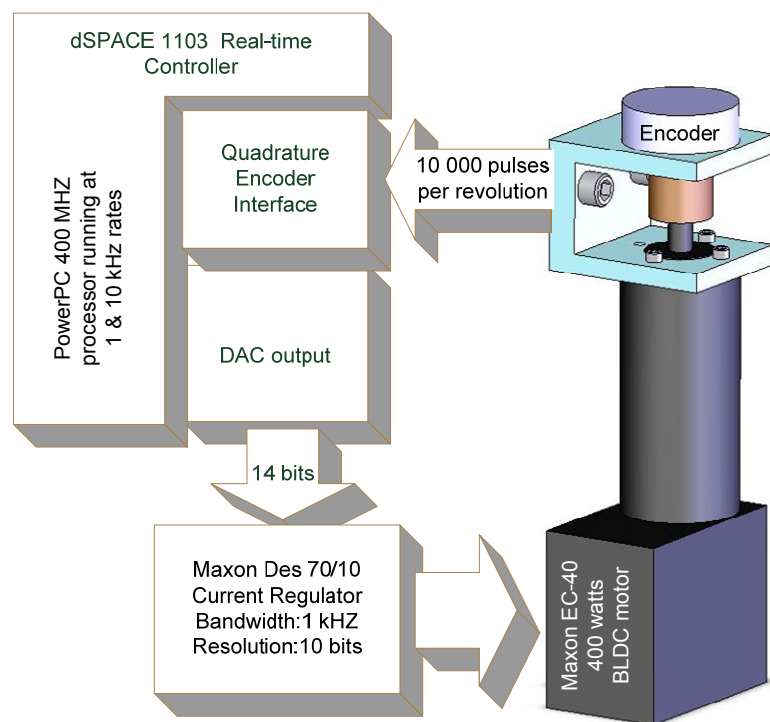 dSPACE 1103 Real-time
Controller
PowerPC 400 MHZ
processor running at
1 & 10 kHz rates
Quadrature
Encoder
Interface
10 000 pulses
per revolution
Encoder
DAC output
14 bits
Maxon Des 70/10
Current Regulator
Bandwidth:1 kHZ
Resolution:10 bits
Maxon EC-40
400 watts
BLDC motor